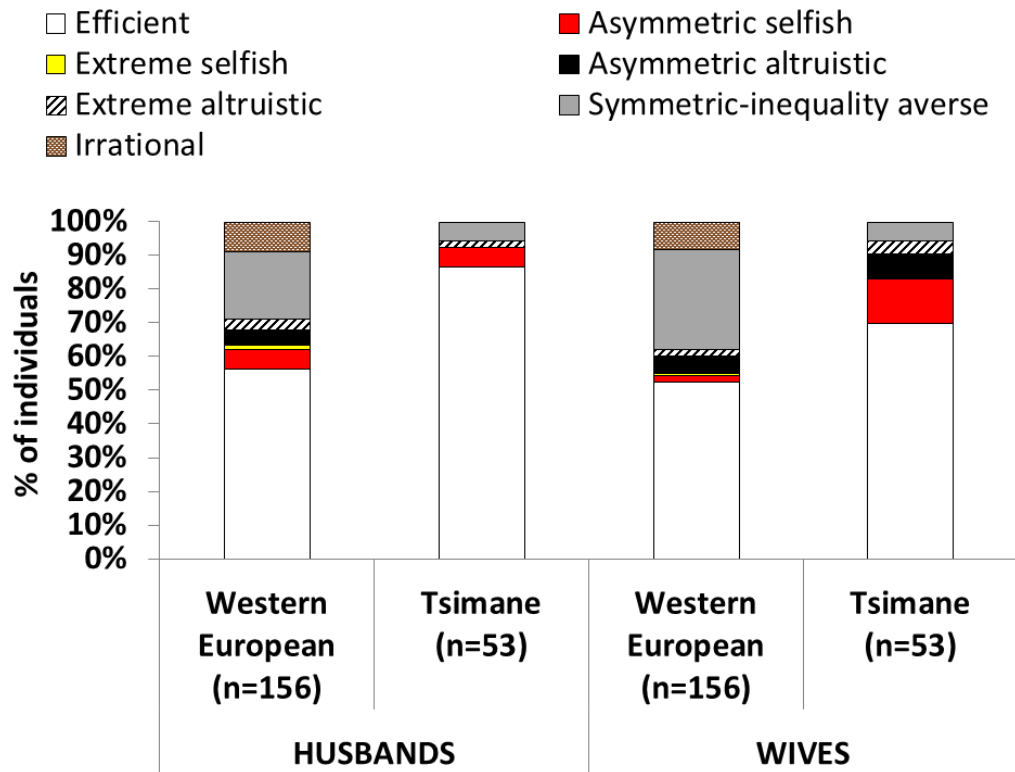 Efficient
Asymmetric selfish
Extreme selfish
Asymmetric altruistic
Extreme altruistic
Symmetric-inequality averse
Irrational
% of individuals
100%
90%
80%
70%
60%
50%
40%
30%
20%
10%
0%
Western
European
(n=156)
Tsimane
(n=53)
Western
European
(n=156)
Tsimane
(n=53)
HUSBANDS
WIVES